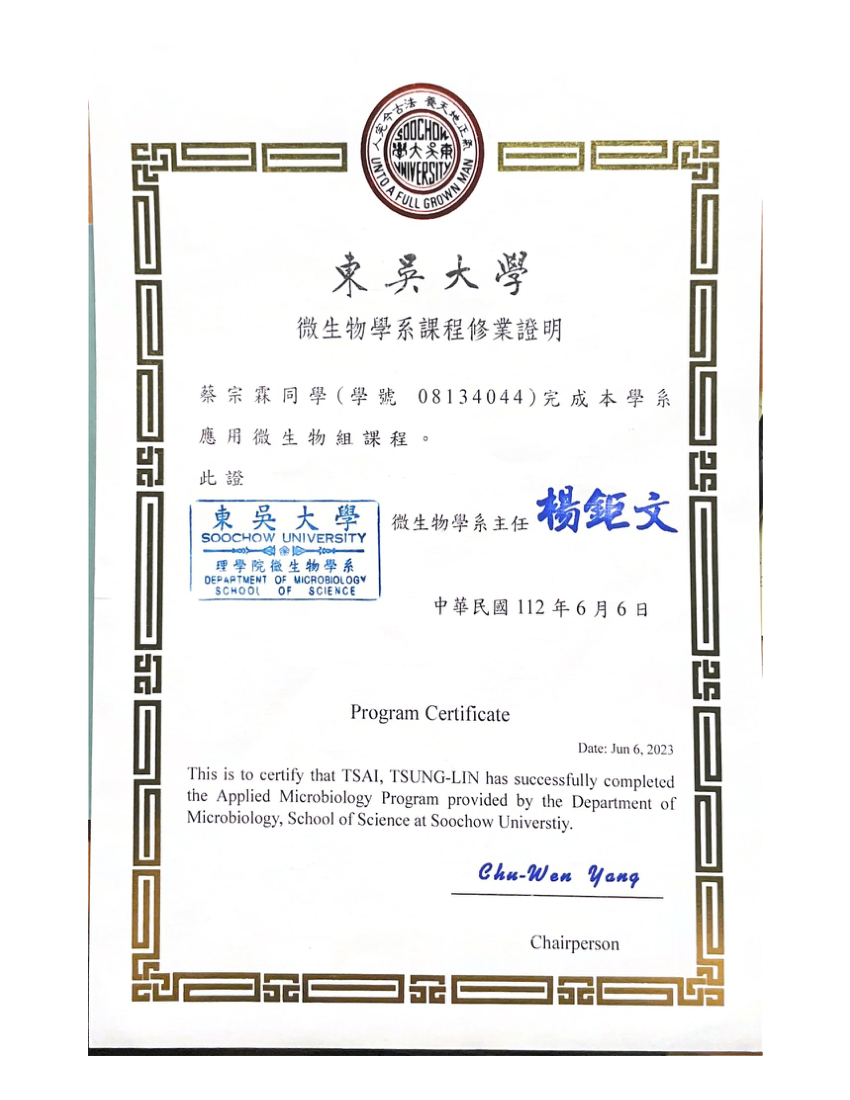 養天地正氣 法古今完人
SOOCHOW
學大吳東
UNIVERSITY
UNTO A FULL GROWN MAN
東吳大學
微生物學系課程修業證明
蔡宗霖同學(學號 08134044)完成本學系
應用微生物組課程。
此證
東吳大學
SOOCHOW UNIVERSITY
理學院微生物學系
DEPARTMENT OF MICROBIOLOGY
SCHOOL OF SCIENCE
微生物學系主任 楊鉅文
中華民國 112 年 6 月 6 日
Program Certificate
Date: Jun 6, 2023
This is to certify that TSAI, TSUNG-LIN has successfully completed
the Applied Microbiology Program provided by the Department of
Microbiology, School of Science at Soochow Universtiy.
Chu-Wen Yang
Chairperson